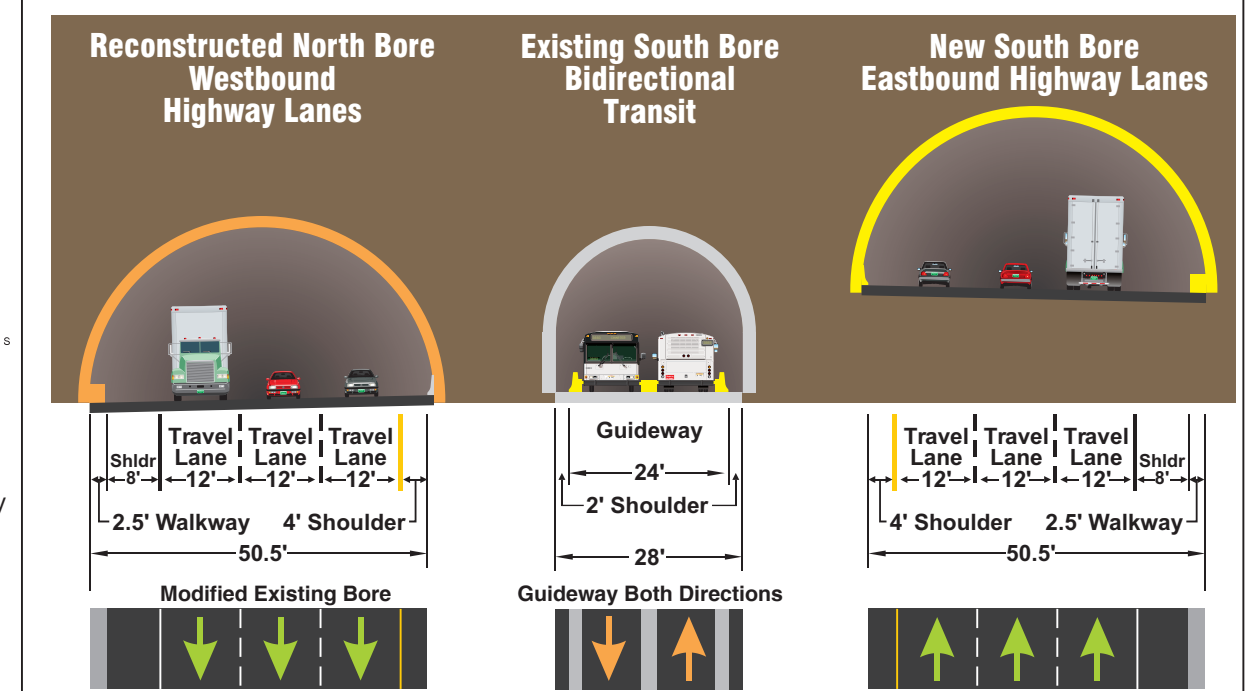 Reconstructed North Bore
Westbound
Highway Lanes
Existing South Bore
Bidirectional
Transit
New South Bore
Eastbound Highway Lanes
s
y
Shldr
8'
Travel
Lane
12'
Travel
Lane
12'
Travel
Lane
12'
2.5' Walkway
4' Shoulder
50.5'
Modified Existing Bore
Guideway
24'
2' Shoulder
28'
Guideway Both Directions
Travel
Lane
12'
Travel
Lane
12'
Travel
Lane
12'
Shldr
8'
4' Shoulder
2.5' Walkway
50.5'